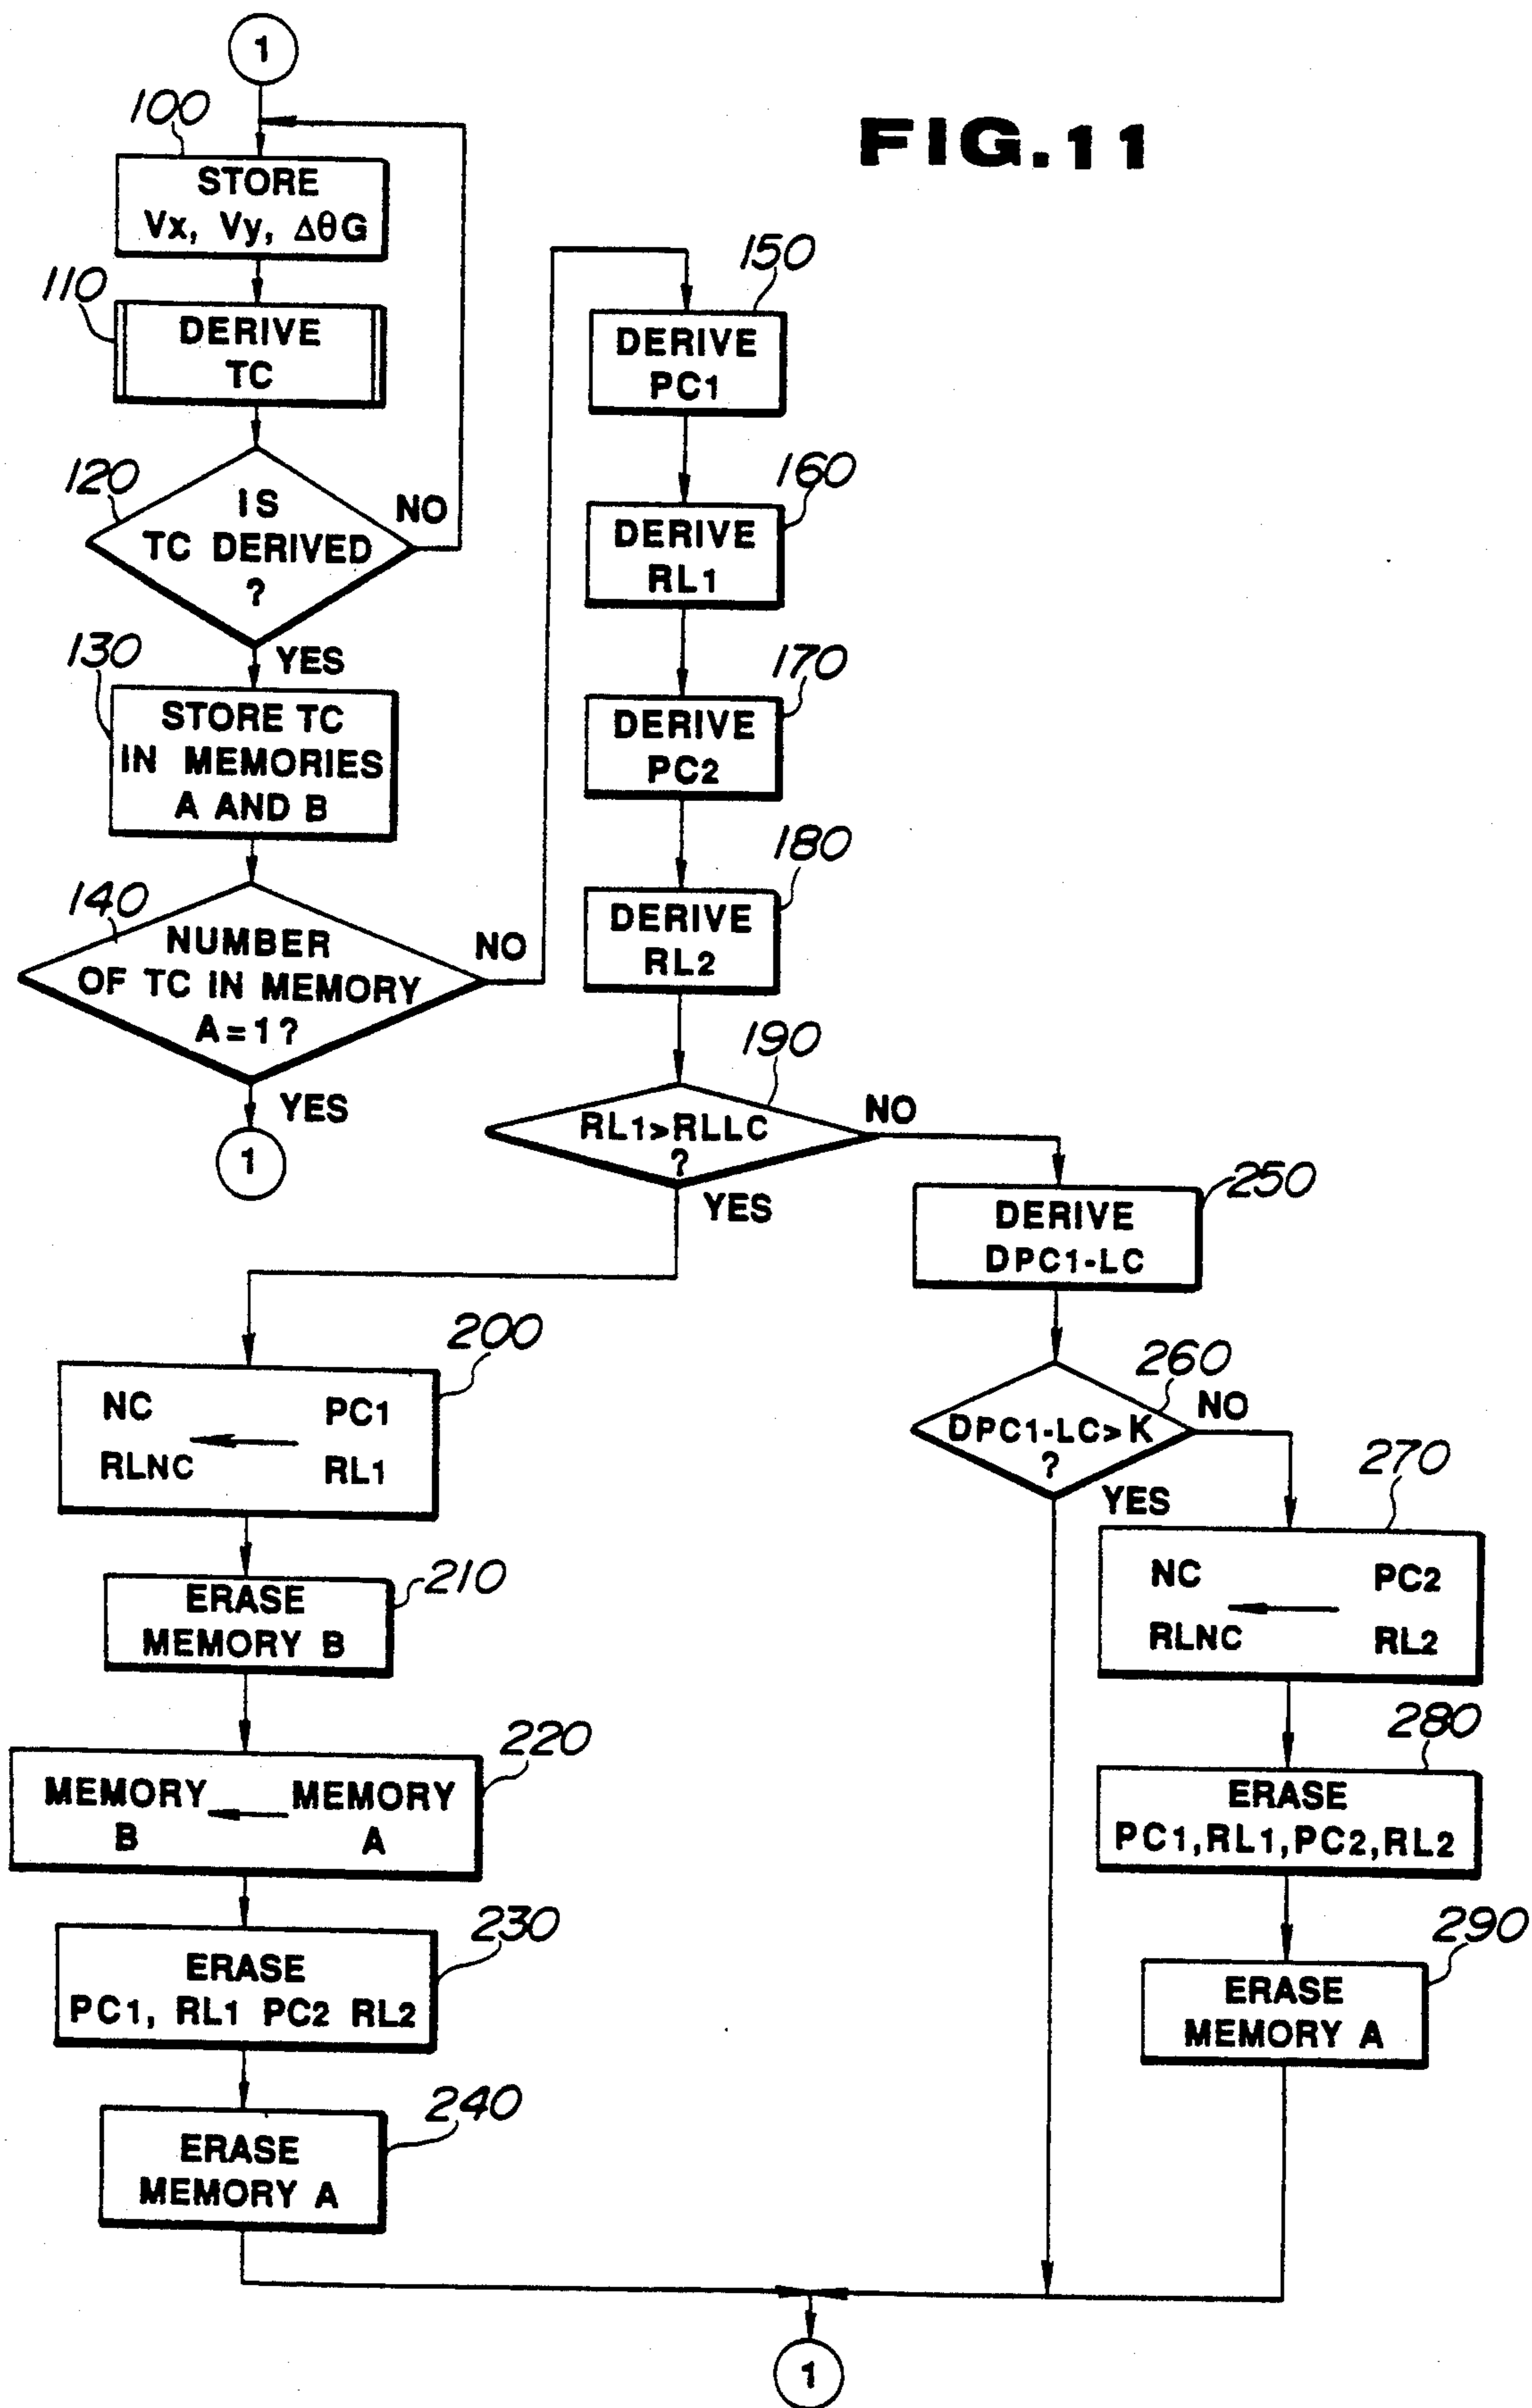 1
FIG.11
100
STORE
Vx, Vy, ΔθG
110
DERIVE
TC
120
IS
TC DERIVED
?
NO
YES
130
STORE TC
IN MEMORIES
A AND B
140
NUMBER
OF TC IN MEMORY
A=1?
NO
YES
1
150
DERIVE
PC1
160
DERIVE
RL1
170
DERIVE
PC2
180
DERIVE
RL2
190
RL1>RLLC
?
NO
YES
200
NC PC1
RLNC RL1
210
ERASE
MEMORY B
220
MEMORY MEMORY
B A
230
ERASE
PC1, RL1 PC2 RL2
240
ERASE
MEMORY A
250
DERIVE
DPC1-LC
260
DPC1-LC>K
?
NO
YES
270
NC PC2
RLNC RL2
280
ERASE
PC1,RL1,PC2,RL2
290
ERASE
MEMORY A
1